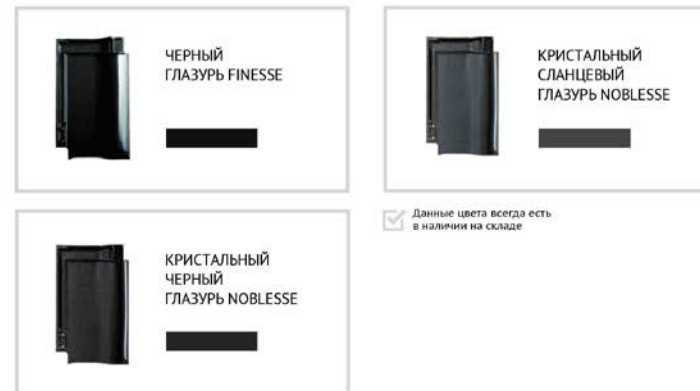 ЧЕРНЫЙ
ГЛАЗУРЬ FINESSE
КРИСТАЛЬНЫЙ
СЛАНЦЕВЫЙ
ГЛАЗУРЬ NOBLESSE
Данные цвета всегда есть
в наличии на складе
КРИСТАЛЬНЫЙ
ЧЕРНЫЙ
ГЛАЗУРЬ NOBLESSE